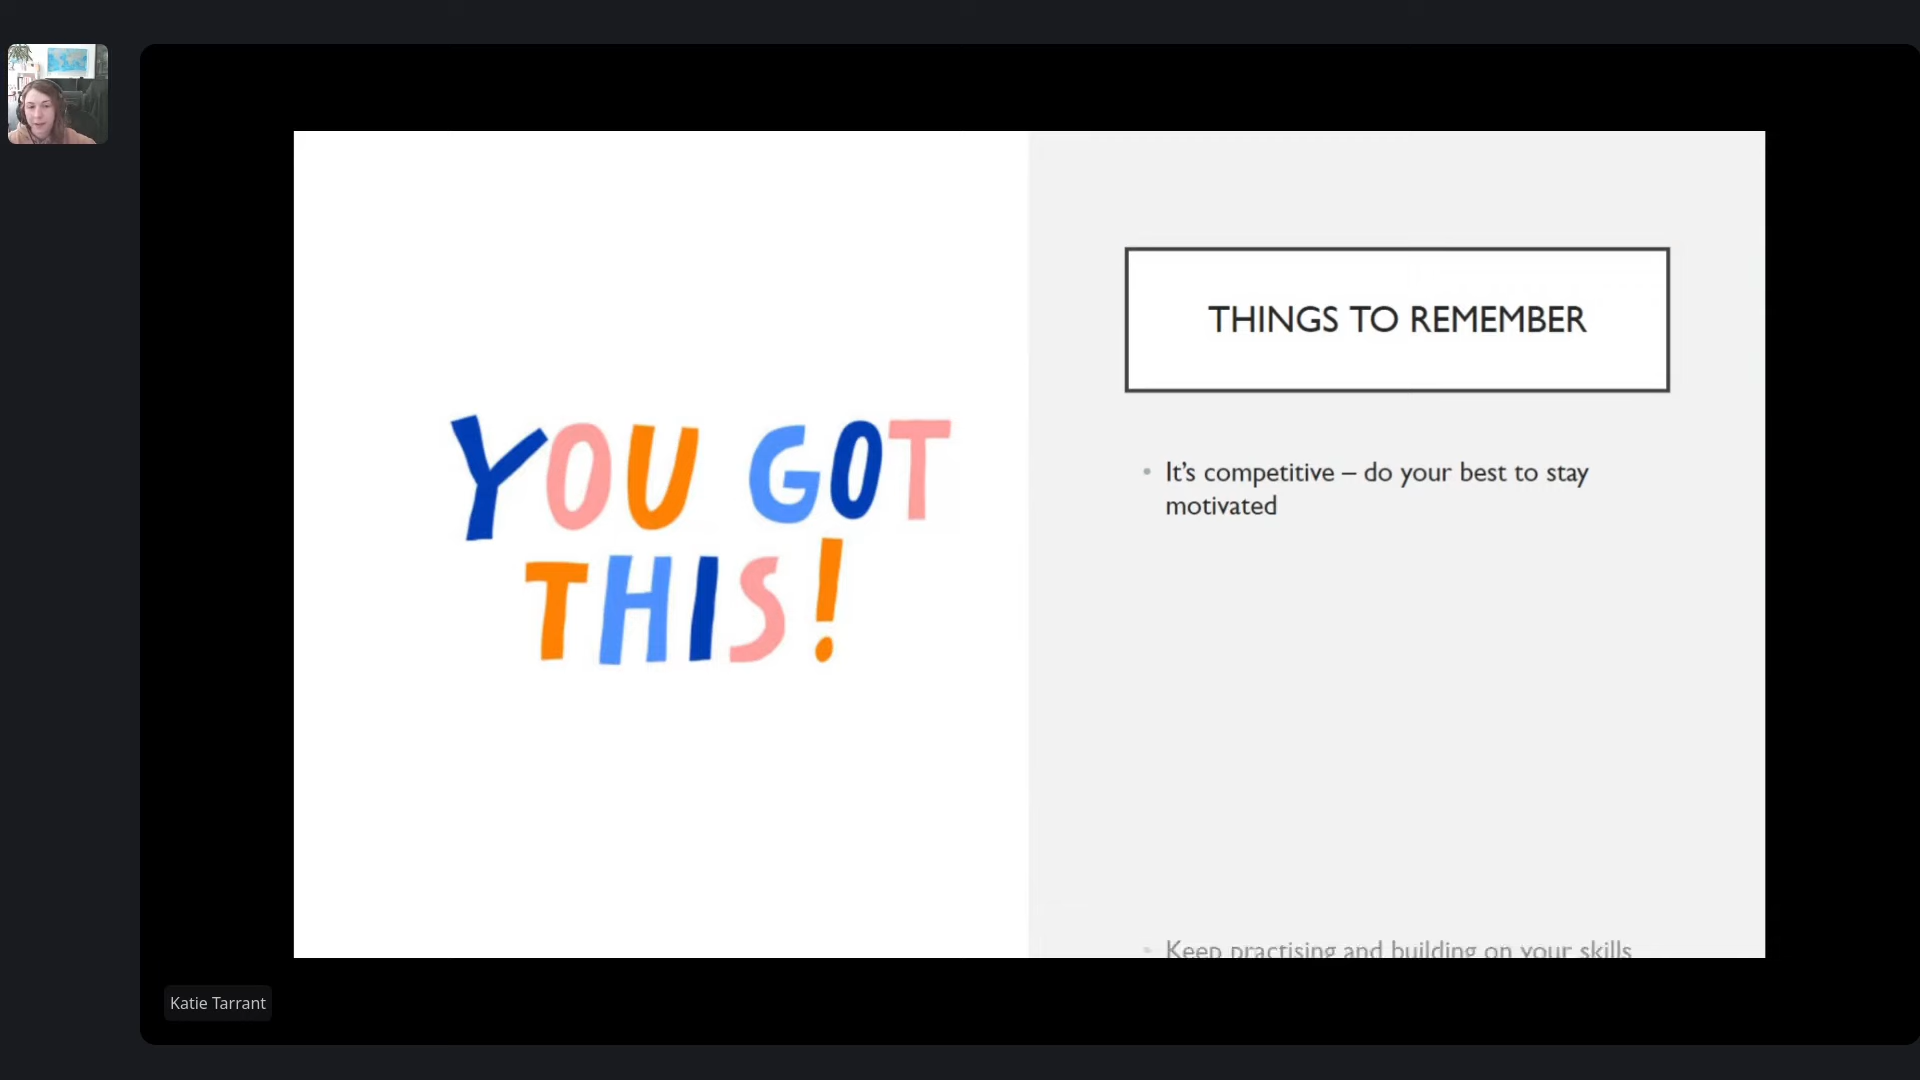 YOU GOT
THIS!
THINGS TO REMEMBER
• It’s competitive – do your best to stay
motivated
• Keep practising and building on your skills
Katie Tarrant